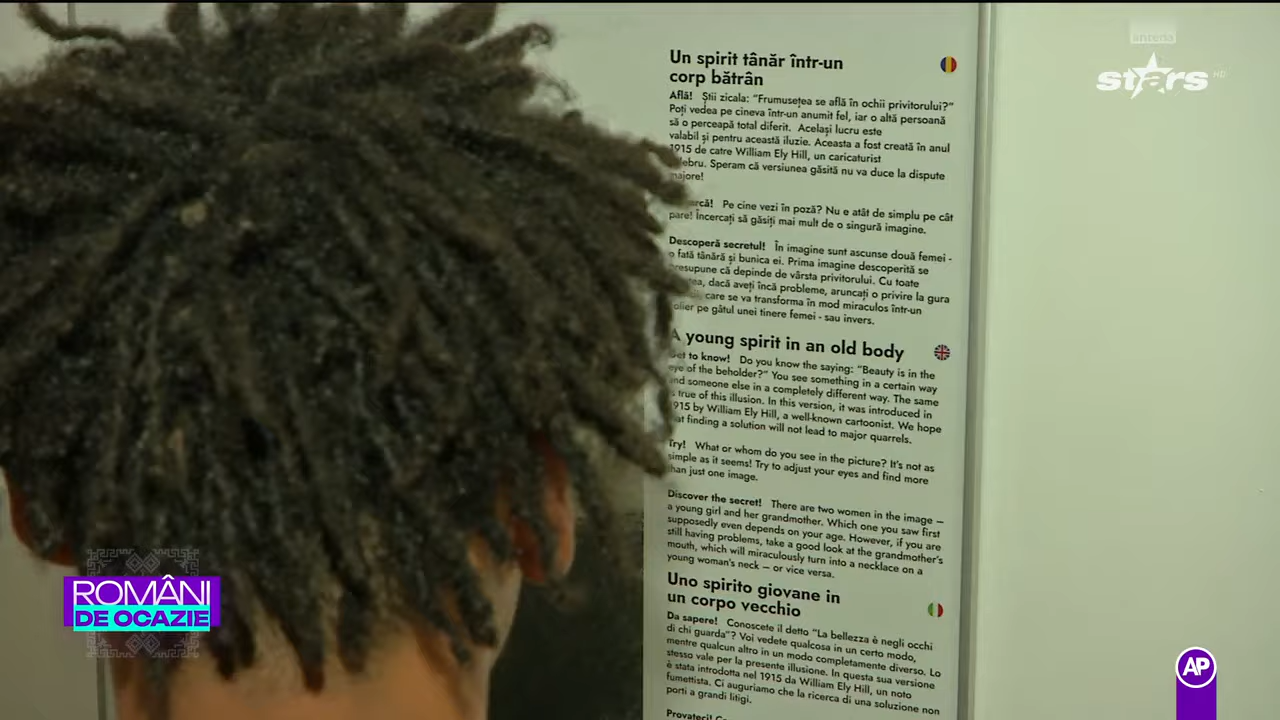 antena
stars HD
Un spirit tânăr într-un
corp bătrân
Află! Știi zicala: “Frumusețea se află în ochii privitorului?”
Poți vedea pe cineva într-un anumit fel, iar o altă persoană
să o perceapă total diferit. Același lucru este
valabil și pentru această iluzie. Aceasta a fost creată în anul
1915 de catre William Ely Hill, un caricaturist
Speram că versiunea găsită nu va duce la dispute
majore!
Pe cine vezi în poză? Nu e atât de simplu pe cât
pare! Încercați să găsiți mai mult de o singură imagine.
Descoperă secretul! În imagine sunt ascunse două femei -
o fată tânără și bunica ei. Prima imagine descoperită se
presupune că depinde de vârsta privitorului. Cu toate
dacă aveți încă probleme, aruncați o privire la gura
care se va transforma în mod miraculos într-un
colier pe gâtul unei tinere femei - sau invers.
A young spirit in an old body
Get to know! Do you know the saying: “Beauty is in the
eye of the beholder?” You see something in a certain way
and someone else in a completely different way. The same
is true of this illusion. In this version, it was introduced in
1915 by William Ely Hill, a well-known cartoonist. We hope
that finding a solution will not lead to major quarrels.
Try! What or whom do you see in the picture? It’s not as
simple as it seems! Try to adjust your eyes and find more
than just one image.
Discover the secret! There are two women in the image –
a young girl and her grandmother. Which one you saw first
supposedly even depends on your age. However, if you are
still having problems, take a good look at the grandmother’s
mouth, which will miraculously turn into a necklace on a
young woman’s neck – or vice versa.
Uno spirito giovane in
un corpo vecchio
Da sapere! Conoscete il detto “La bellezza è negli occhi
di chi guarda”? Voi vedete qualcosa in un certo modo,
mentre qualcun altro in un modo completamente diverso. Lo
stesso vale per la presente illusione. In questa sua versione
è stata introdotta nel 1915 da William Ely Hill, un noto
fumettista. Ci auguriamo che la ricerca di una soluzione non
porti a grandi litigi.
Provateci!
ROMÂNI
DE OCAZIE
AP